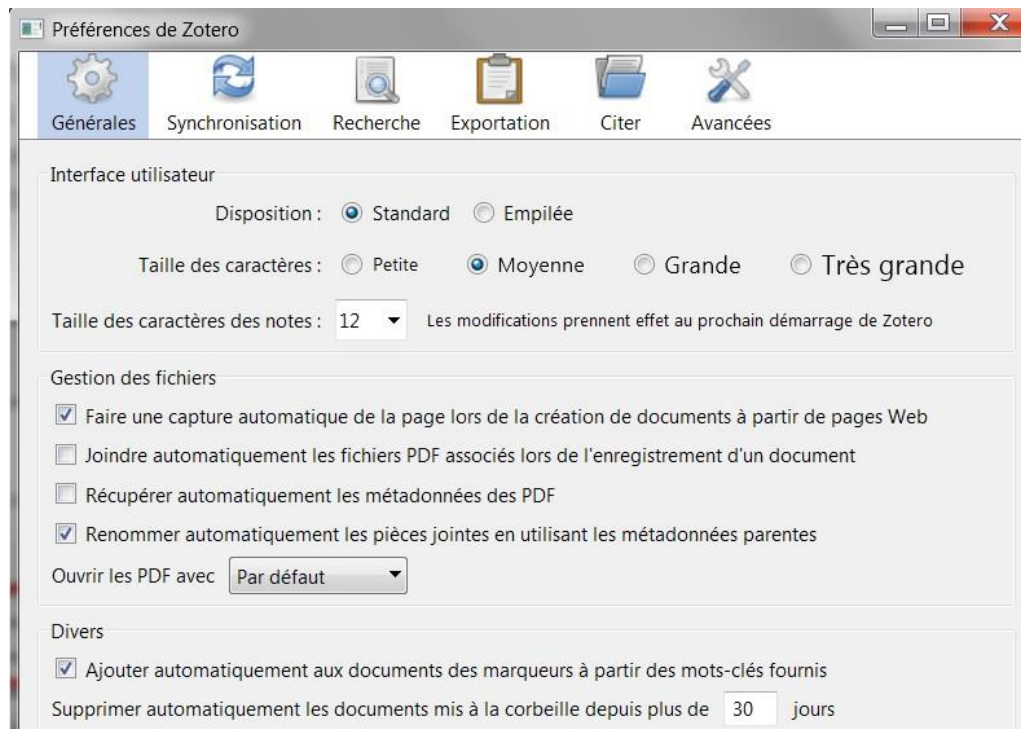 Préférences de Zotero
Générales Synchronisation Recherche Exportation Citer Avancées
Interface utilisateur
Disposition : Standard Empilée
Taille des caractères : Petite Moyenne Grande Très grande
Taille des caractères des notes : 12 Les modifications prennent effet au prochain démarrage de Zotero
Gestion des fichiers
Faire une capture automatique de la page lors de la création de documents à partir de pages Web
Joindre automatiquement les fichiers PDF associés lors de l'enregistrement d'un document
Récupérer automatiquement les métadonnées des PDF
Renommer automatiquement les pièces jointes en utilisant les métadonnées parentes
Ouvrir les PDF avec Par défaut
Divers
Ajouter automatiquement aux documents des marqueurs à partir des mots-clés fournis
Supprimer automatiquement les documents mis à la corbeille depuis plus de 30 jours